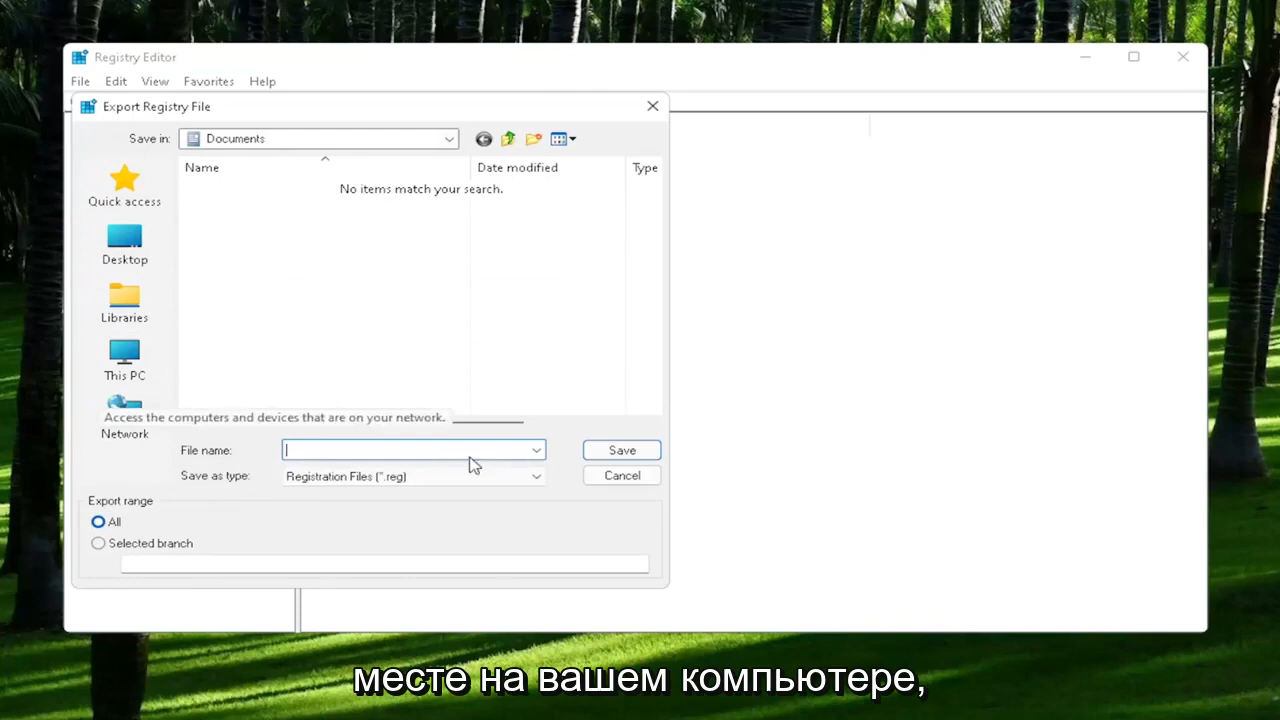 Registry Editor
File Edit View Favorites Help
Export Registry File
Save in: Documents
Name Date modified Type
No items match your search.
Quick access
Desktop
Libraries
This PC
Access the computers and devices that are on your network.
Network
File name: Save
Save as type: Registration Files (*.reg) Cancel
Export range
All
Selected branch
месте на вашем компьютере,